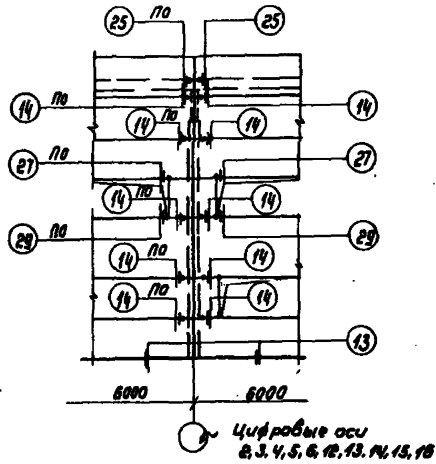 25 по 25
14 по 14
по 14 14
27 по 27
14 по 14
29 по 29
14 по 14
14 по 14
13
6000 6000
Цифровые оси
2, 3, 4, 5, 6, 12, 13, 14, 15, 16